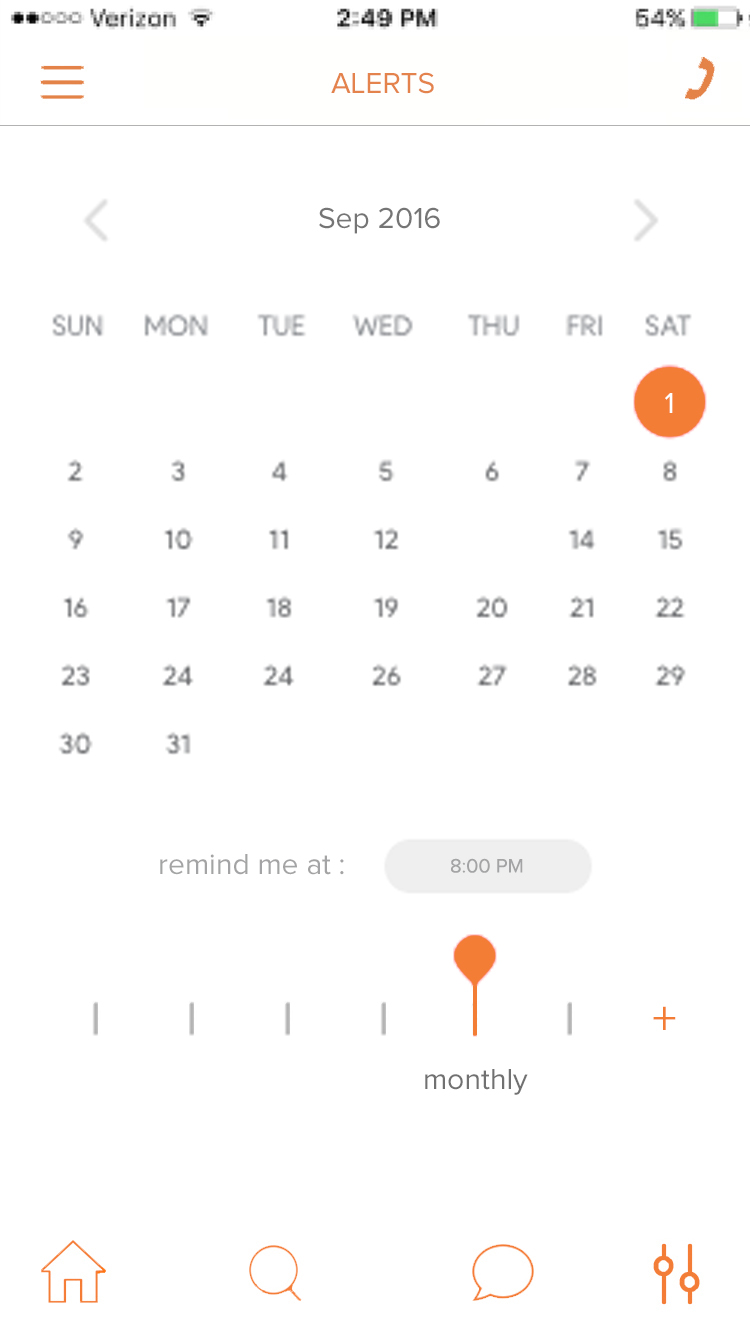 Verizon 2:49 PM 54%
ALERTS
Sep 2016
SUN MON TUE WED THU FRI SAT
1
2 3 4 5 6 7 8
9 10 11 12 14 15
16 17 18 19 20 21 22
23 24 24 26 27 28 29
30 31
remind me at : 8:00 PM
+
monthly